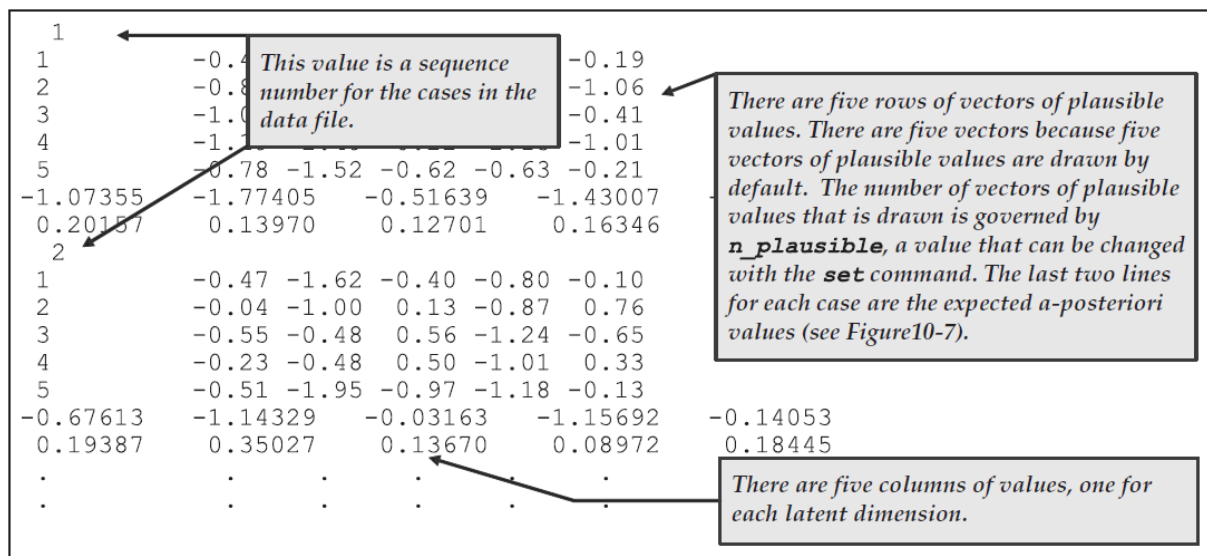 1
1 -0.4 -0.19
2 -0.8 -1.06
3 -1.0 -0.41
4 -1. -1.01
5 -0.78 -1.52 -0.62 -0.63 -0.21
-1.07355 -1.77405 -0.51639 -1.43007 -
0.20157 0.13970 0.12701 0.16346
2
1 -0.47 -1.62 -0.40 -0.80 -0.10
2 -0.04 -1.00 0.13 -0.87 0.76
3 -0.55 -0.48 0.56 -1.24 -0.65
4 -0.23 -0.48 0.50 -1.01 0.33
5 -0.51 -1.95 -0.97 -1.18 -0.13
-0.67613 -1.14329 -0.03163 -1.15692 -0.14053
0.19387 0.35027 0.13670 0.08972 0.18445
. . . . . .
. . . . . .
This value is a sequence
number for the cases in the
data file.
There are five rows of vectors of plausible
values. There are five vectors because five
vectors of plausible values are drawn by
default. The number of vectors of plausible
values that is drawn is governed by
n_plausible, a value that can be changed
with the set command. The last two lines
for each case are the expected a-posteriori
values (see Figure10-7).
There are five columns of values, one for
each latent dimension.